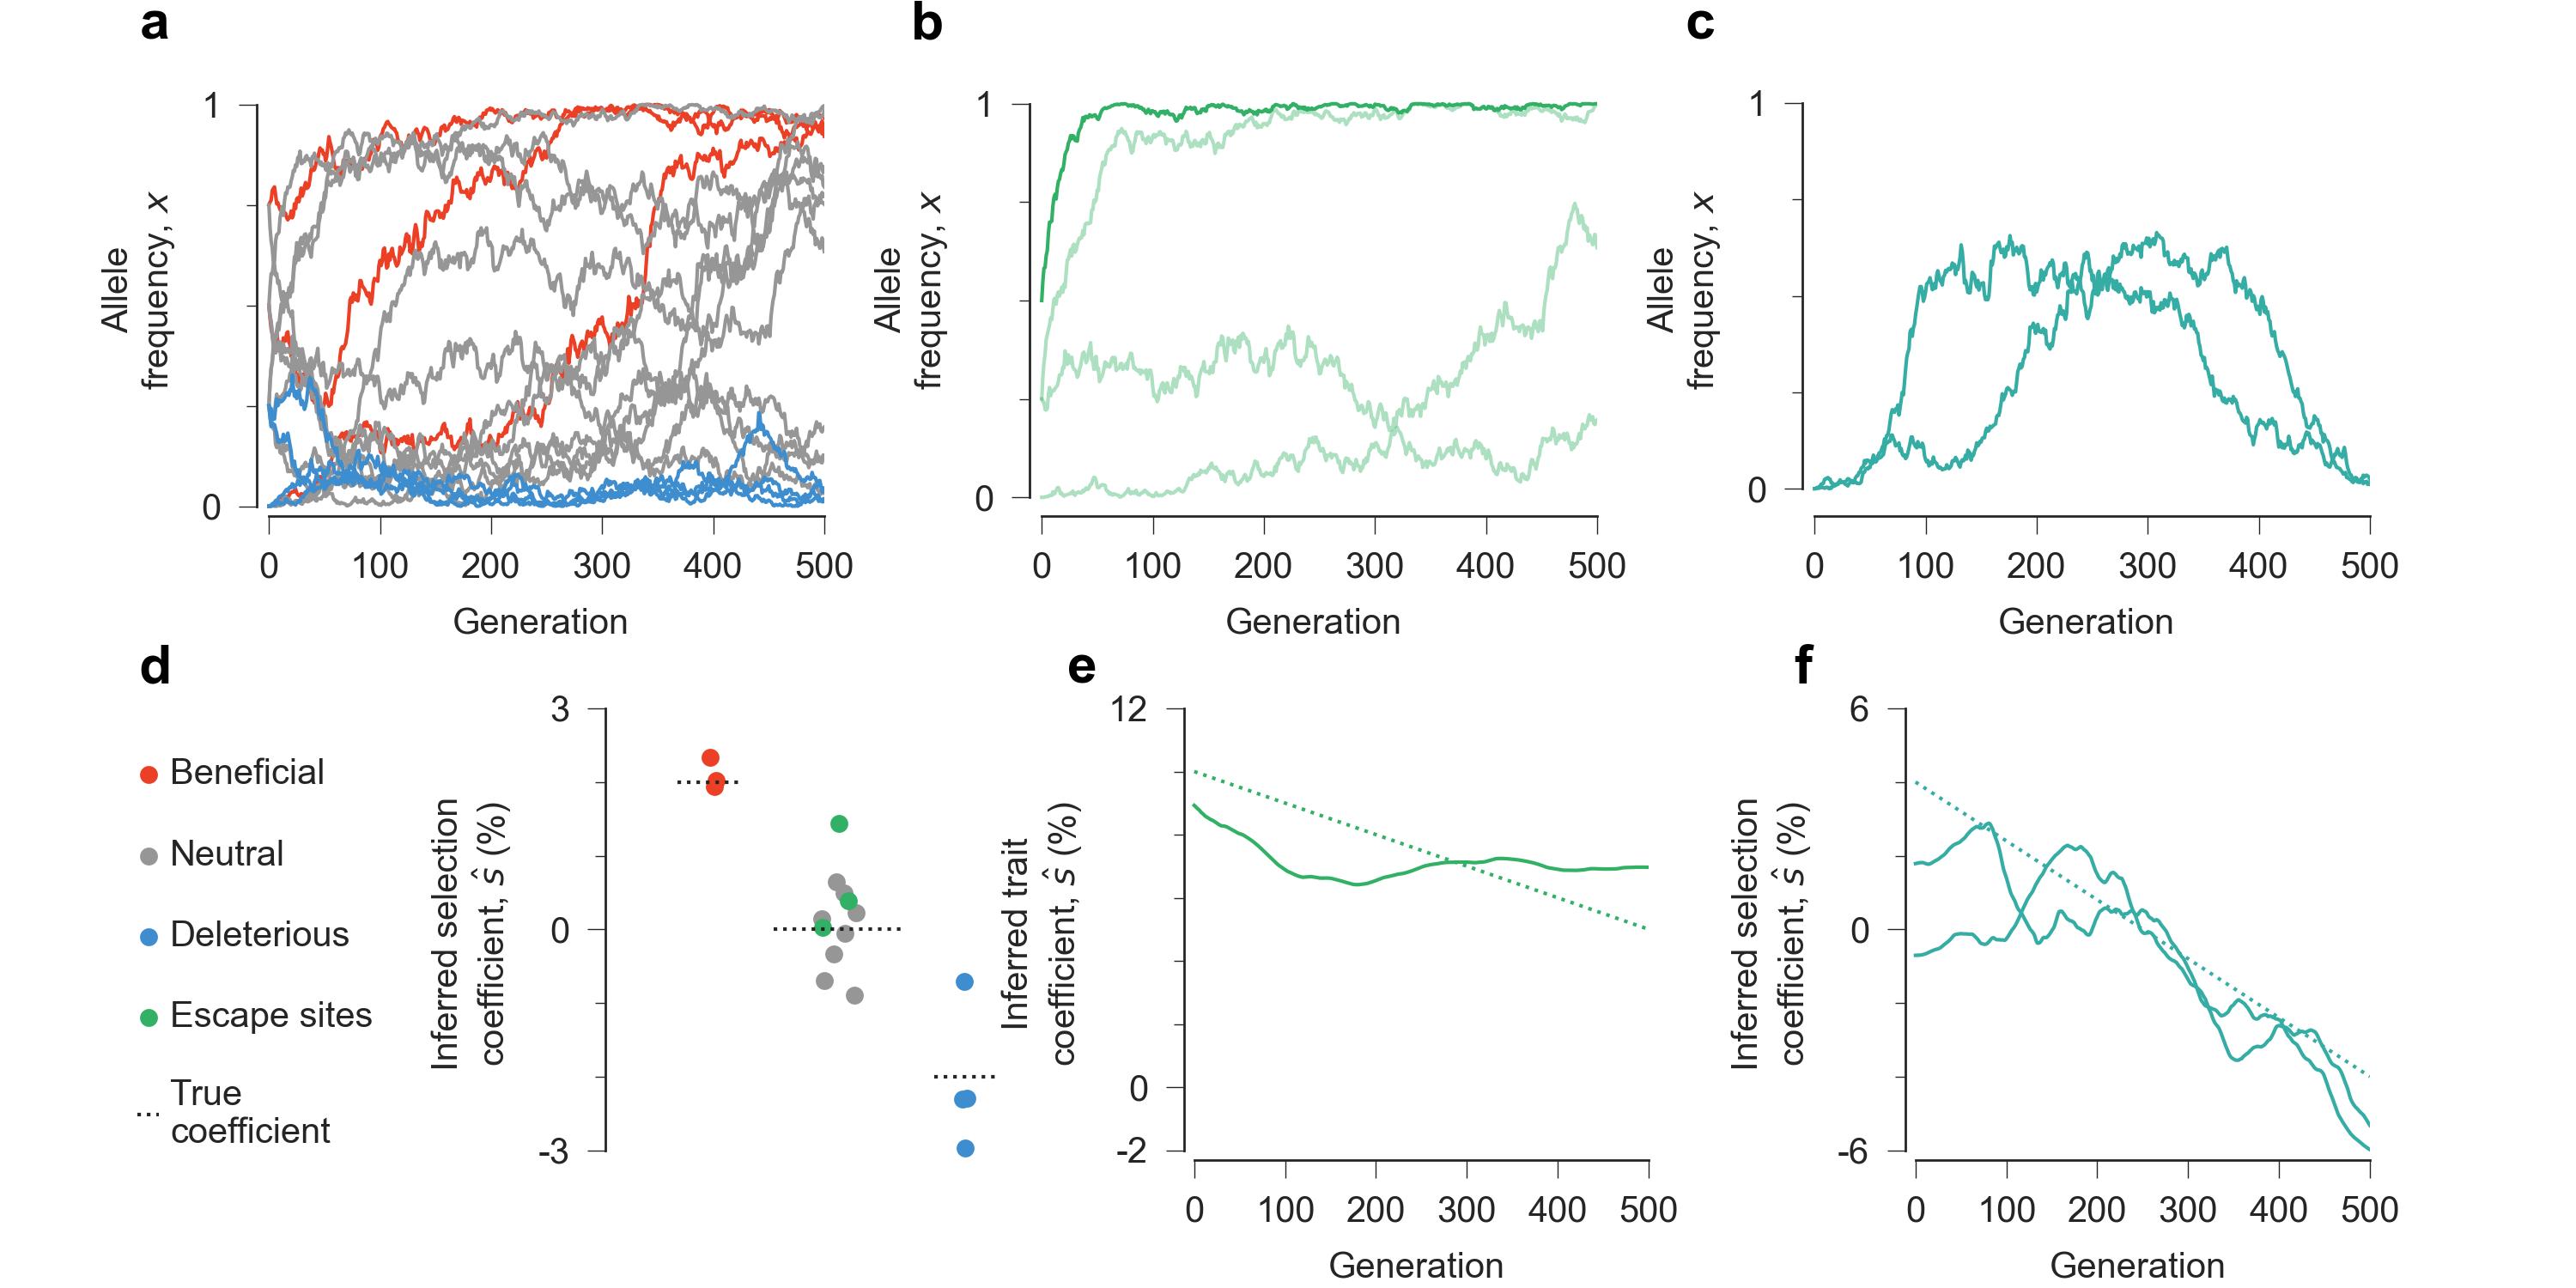 a
b
c
1
0
Allele
frequency, x
0 100 200 300 400 500
Generation
1
0
Allele
frequency, x
0 100 200 300 400 500
Generation
1
0
Allele
frequency, x
0 100 200 300 400 500
Generation
d
Beneficial
Neutral
Deleterious
Escape sites
True
coefficient
3
0
-3
Inferred selection
coefficient, ŝ (%)
e
12
0
-2
Inferred trait
coefficient, ŝ (%)
0 100 200 300 400 500
Generation
f
6
0
-6
Inferred selection
coefficient, ŝ (%)
0 100 200 300 400 500
Generation